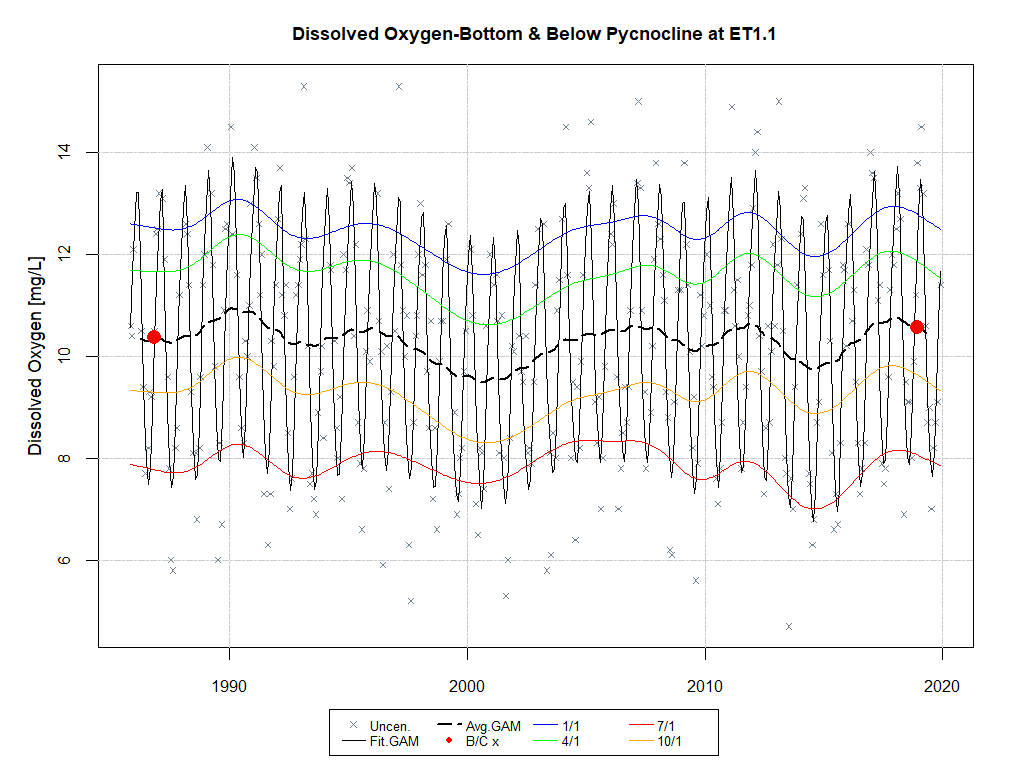 Dissolved Oxygen-Bottom & Below Pycnocline at ET1.1
Dissolved Oxygen [mg/L]
14
12
10
8
6
1990 2000 2010 2020
Uncen. Avg.GAM 1/1 7/1
Fit.GAM B/C x 4/1 10/1